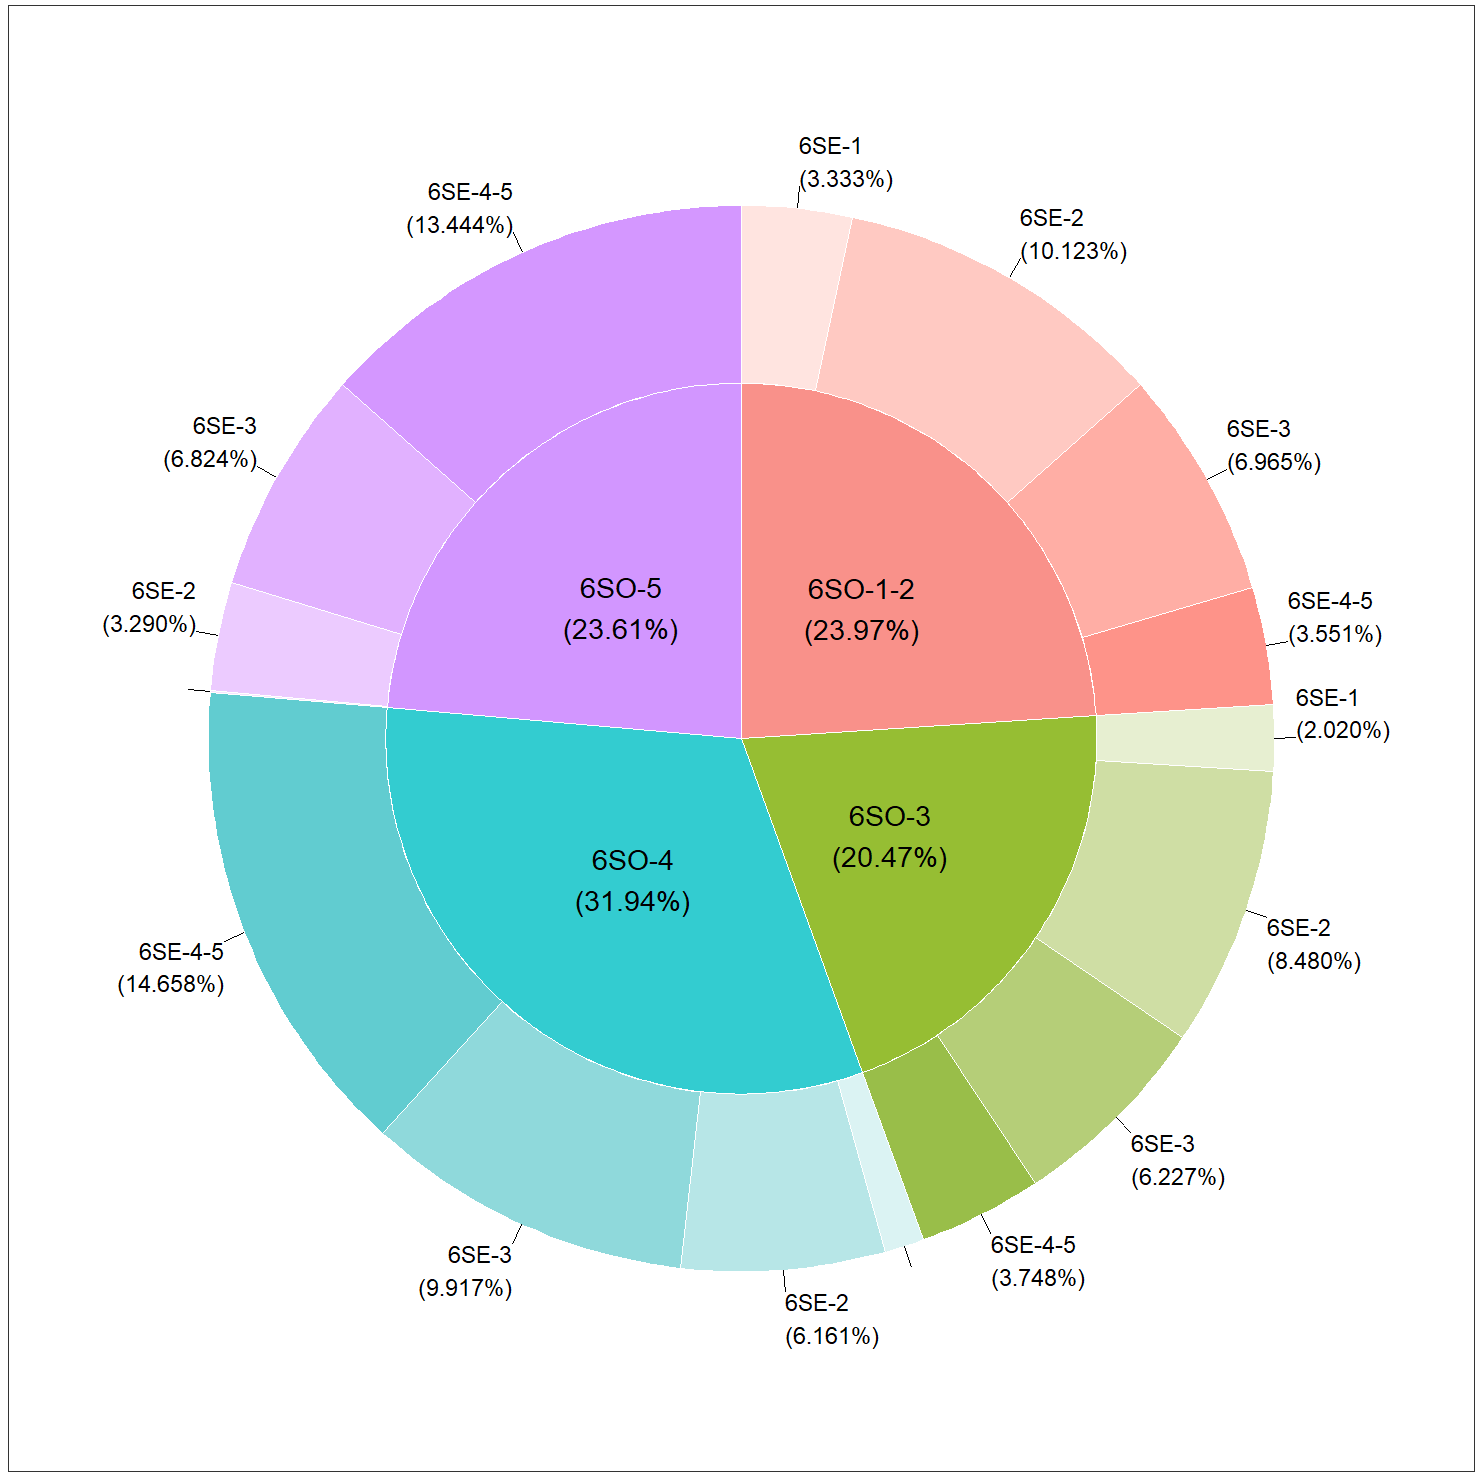 6SE-1
(3.333%)
6SE-2
(10.123%)
6SE-3
(6.965%)
6SE-4-5
(3.551%)
6SE-1
(2.020%)
6SE-2
(8.480%)
6SE-3
(6.227%)
6SE-4-5
(3.748%)
6SE-2
(6.161%)
6SE-3
(9.917%)
6SE-4-5
(14.658%)
6SE-2
(3.290%)
6SE-3
(6.824%)
6SE-4-5
(13.444%)
6SO-5
(23.61%)
6SO-1-2
(23.97%)
6SO-3
(20.47%)
6SO-4
(31.94%)